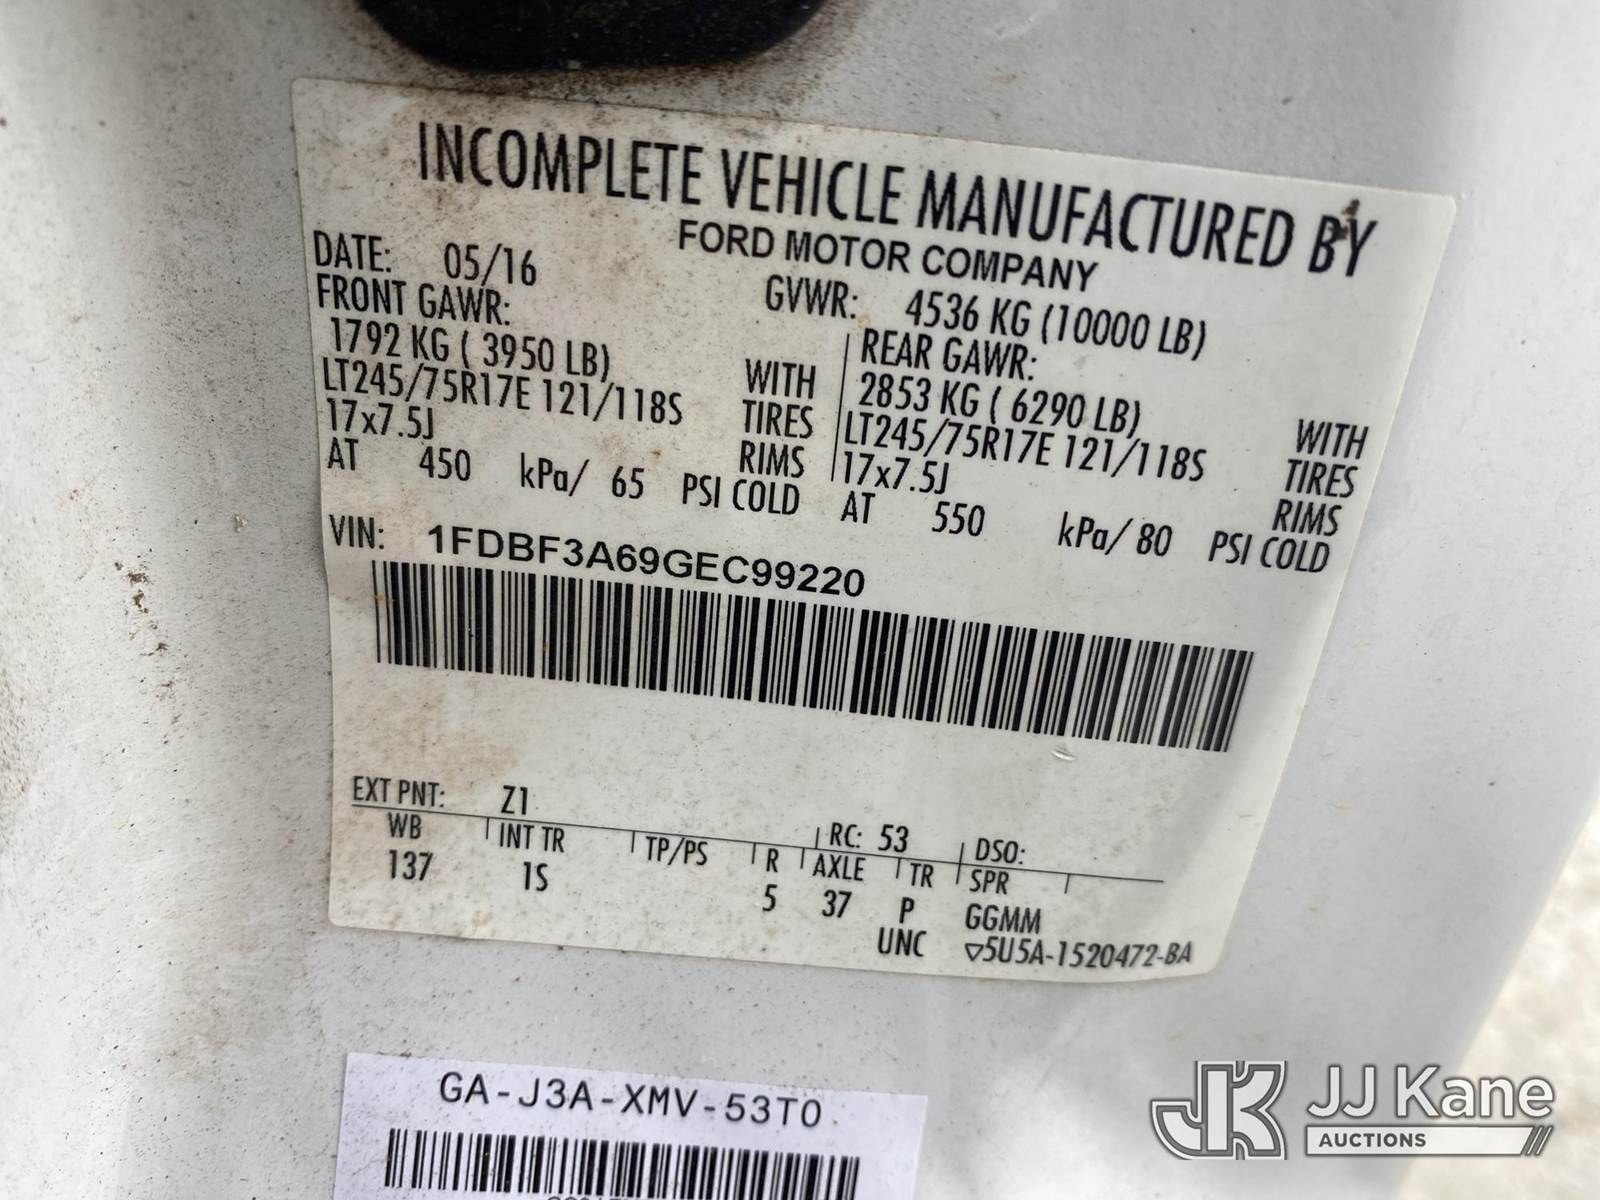 INCOMPLETE VEHICLE MANUFACTURED BY
FORD MOTOR COMPANY
DATE: 05/16 GVWR: 4536 KG (10000 LB)
FRONT GAWR: REAR GAWR:
1792 KG ( 3950 LB) WITH 2853 KG ( 6290 LB) WITH
LT245/75R17E 121/118S TIRES LT245/75R17E 121/118S TIRES
17x7.5J RIMS 17x7.5J RIMS
AT 450 kPa/ 65 PSI COLD AT 550 kPa/ 80 PSI COLD
VIN: 1FDBF3A69GEC99220
EXT PNT: Z1 RC: 53 DSO:
WB INT TR TP/PS R AXLE TR SPR
137 1S 5 37 P GGMM
UNC ▽5U5A-1520472-BA
GA-J3A-XMV-53T0
JK JJ Kane
AUCTIONS